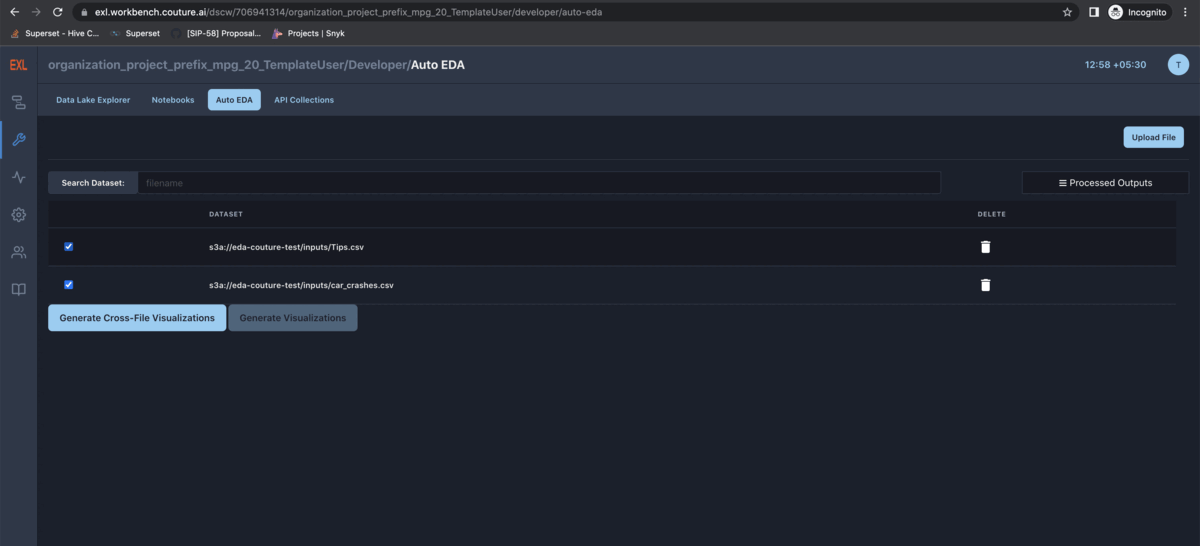 exl.workbench.couture.ai/dscw/706941314/organization_project_prefix_mpg_20_TemplateUser/developer/auto-eda
Incognito
Superset - Hive C...
Superset
[SIP-58] Proposal...
Projects | Snyk
EXL
organization_project_prefix_mpg_20_TemplateUser/Developer/Auto EDA
12:58 +05:30
T
Data Lake Explorer
Notebooks
Auto EDA
API Collections
Upload File
Search Dataset:
filename
Processed Outputs
DATASET
DELETE
s3a://eda-couture-test/inputs/Tips.csv
s3a://eda-couture-test/inputs/car_crashes.csv
Generate Cross-File Visualizations
Generate Visualizations